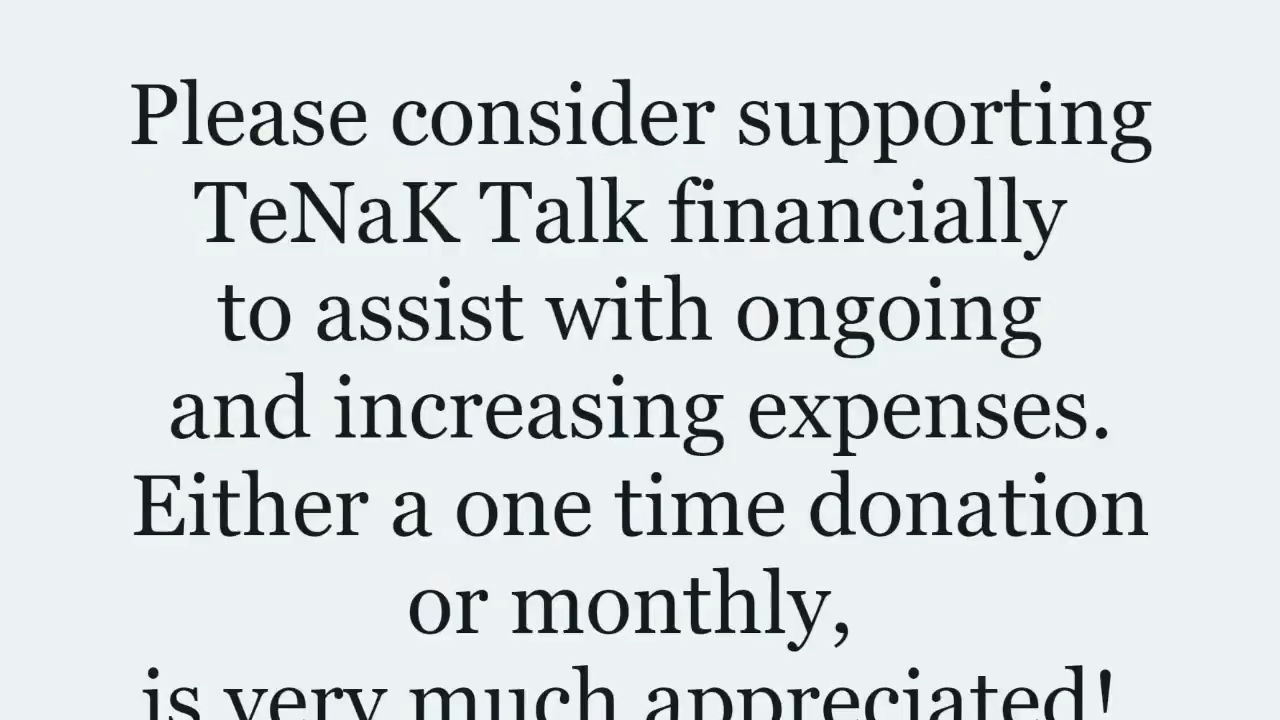 Please consider supporting
TeNaK Talk financially
to assist with ongoing
and increasing expenses.
Either a one time donation
or monthly,
is very much appreciated!